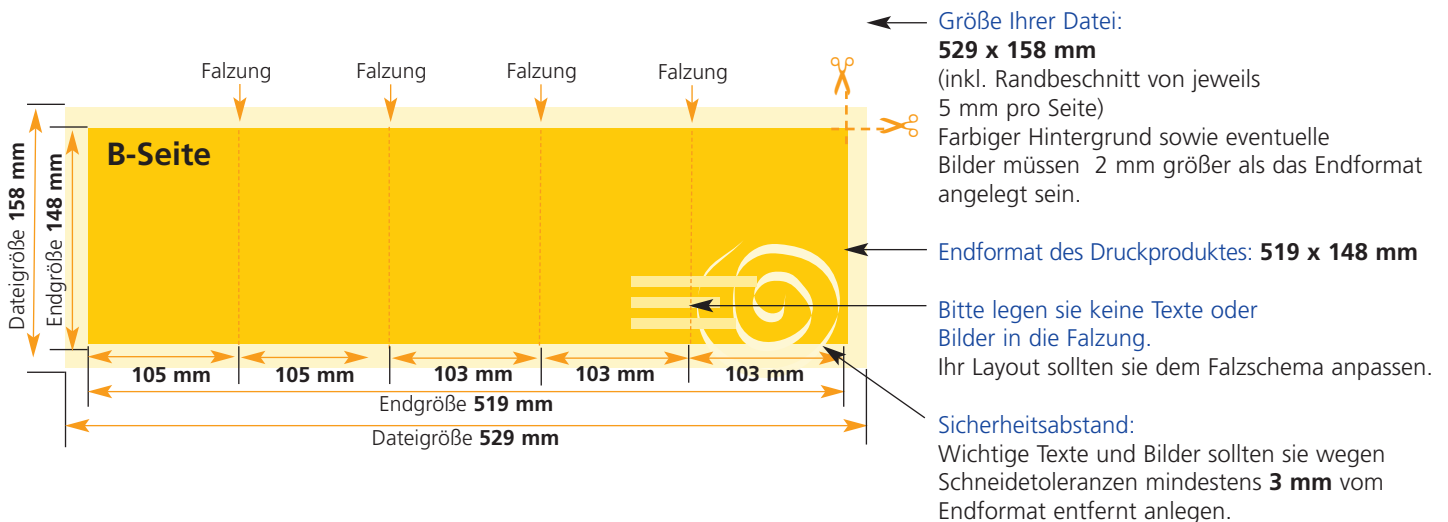 Größe Ihrer Datei:
529 x 158 mm
(inkl. Randbeschnitt von jeweils
5 mm pro Seite)
Farbiger Hintergrund sowie eventuelle
Bilder müssen  2 mm größer als das Endformat
angelegt sein.
Falzung
Falzung
Falzung
Falzung
B-Seite
Dateigröße 158 mm
Endgröße 148 mm
Endformat des Druckproduktes: 519 x 148 mm
Bitte legen sie keine Texte oder
Bilder in die Falzung.
Ihr Layout sollten sie dem Falzschema anpassen.
105 mm
105 mm
103 mm
103 mm
103 mm
Endgröße 519 mm
Dateigröße 529 mm
Sicherheitsabstand:
Wichtige Texte und Bilder sollten sie wegen
Schneidetoleranzen mindestens 3 mm vom
Endformat entfernt anlegen.